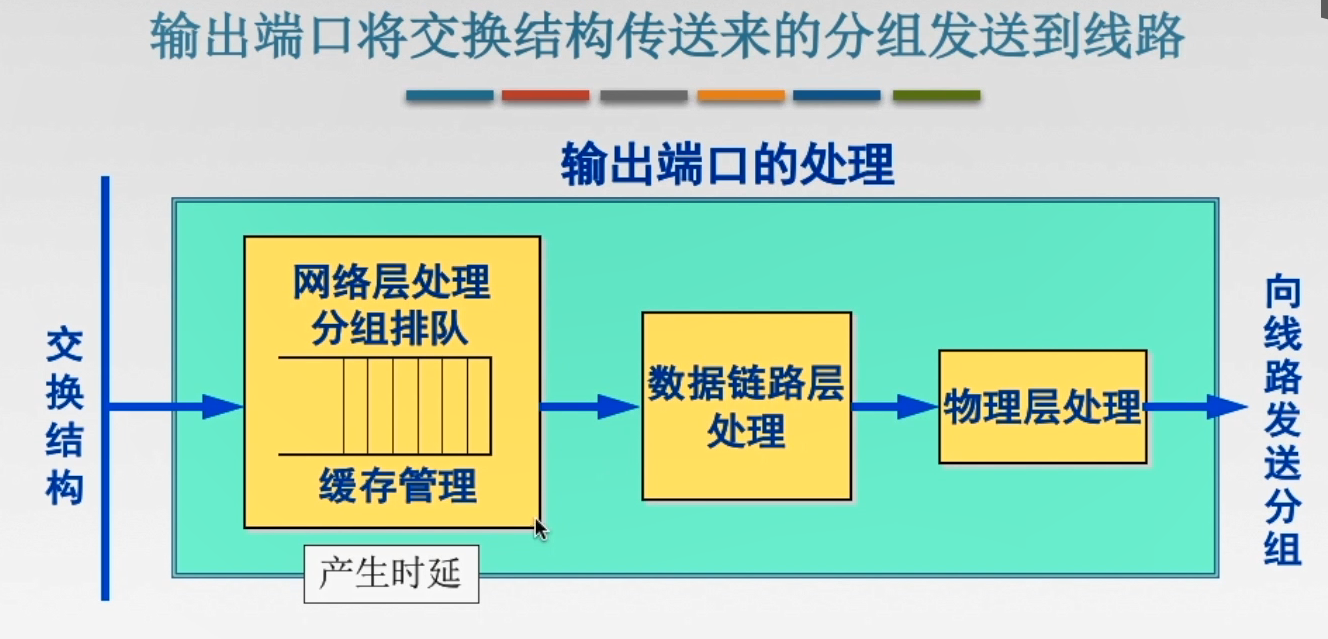 输出端口将交换结构传送来的分组发送到线路
输出端口的处理
交换结构
网络层处理
分组排队
缓存管理
产生时延
数据链路层
处理
物理层处理
向线路发送分组